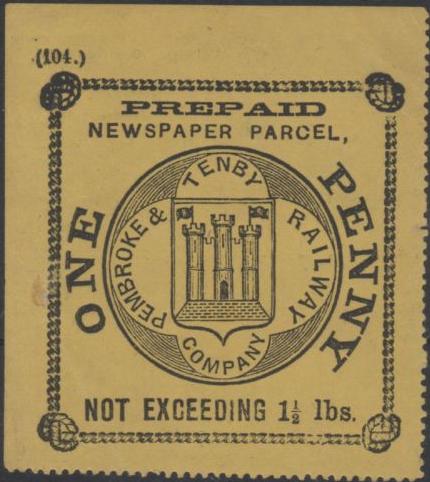 (104.)
PREPAID
NEWSPAPER PARCEL,
ONE PENNY
PEMBROKE & TENBY RAILWAY COMPANY
NOT EXCEEDING 1½ lbs.